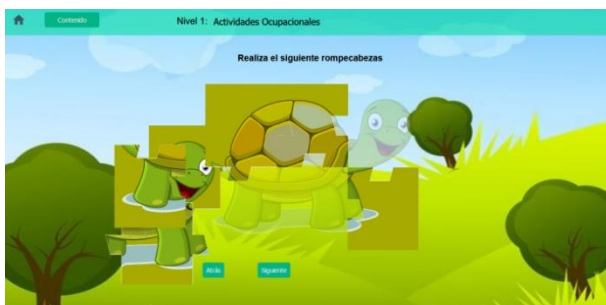 Contenido
Nivel 1: Actividades Ocupacionales
Realiza el siguiente rompecabezas
Atrás
Siguiente